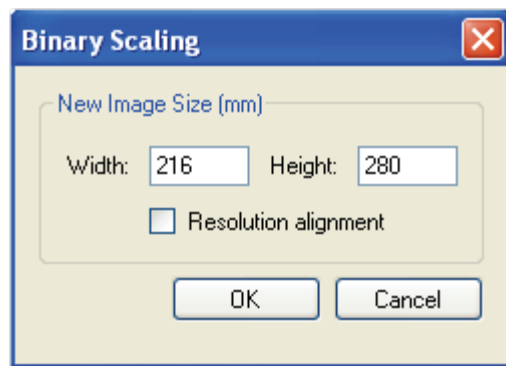 Binary Scaling
New Image Size (mm)
Width: 216 Height: 280
Resolution alignment
OK Cancel